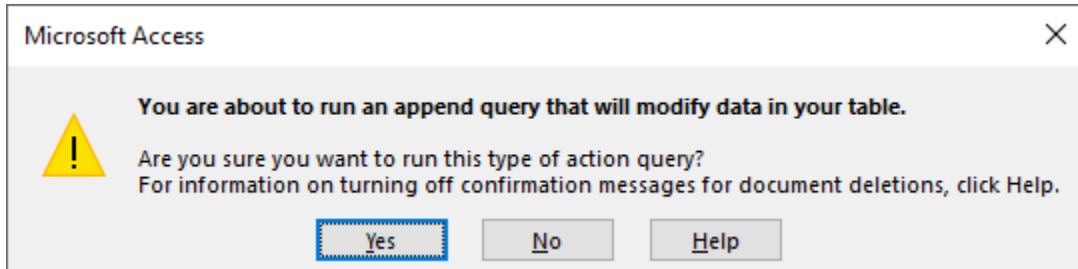 Microsoft Access
You are about to run an append query that will modify data in your table.
Are you sure you want to run this type of action query?
For information on turning off confirmation messages for document deletions, click Help.
Yes No Help